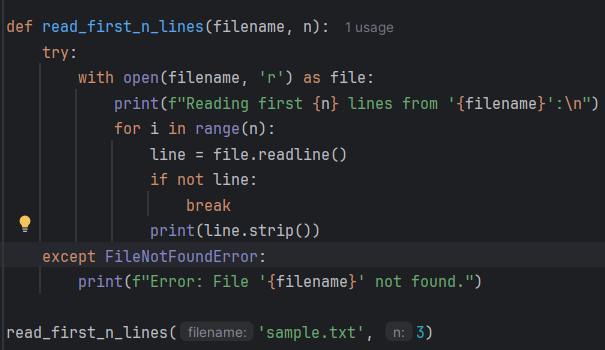 def read_first_n_lines(filename, n): 1 usage
    try:
        with open(filename, 'r') as file:
            print(f"Reading first {n} lines from '{filename}':\n")
            for i in range(n):
                line = file.readline()
                if not line:
                    break
                print(line.strip())
    except FileNotFoundError:
        print(f"Error: File '{filename}' not found.")

read_first_n_lines( filename: 'sample.txt', n: 3)